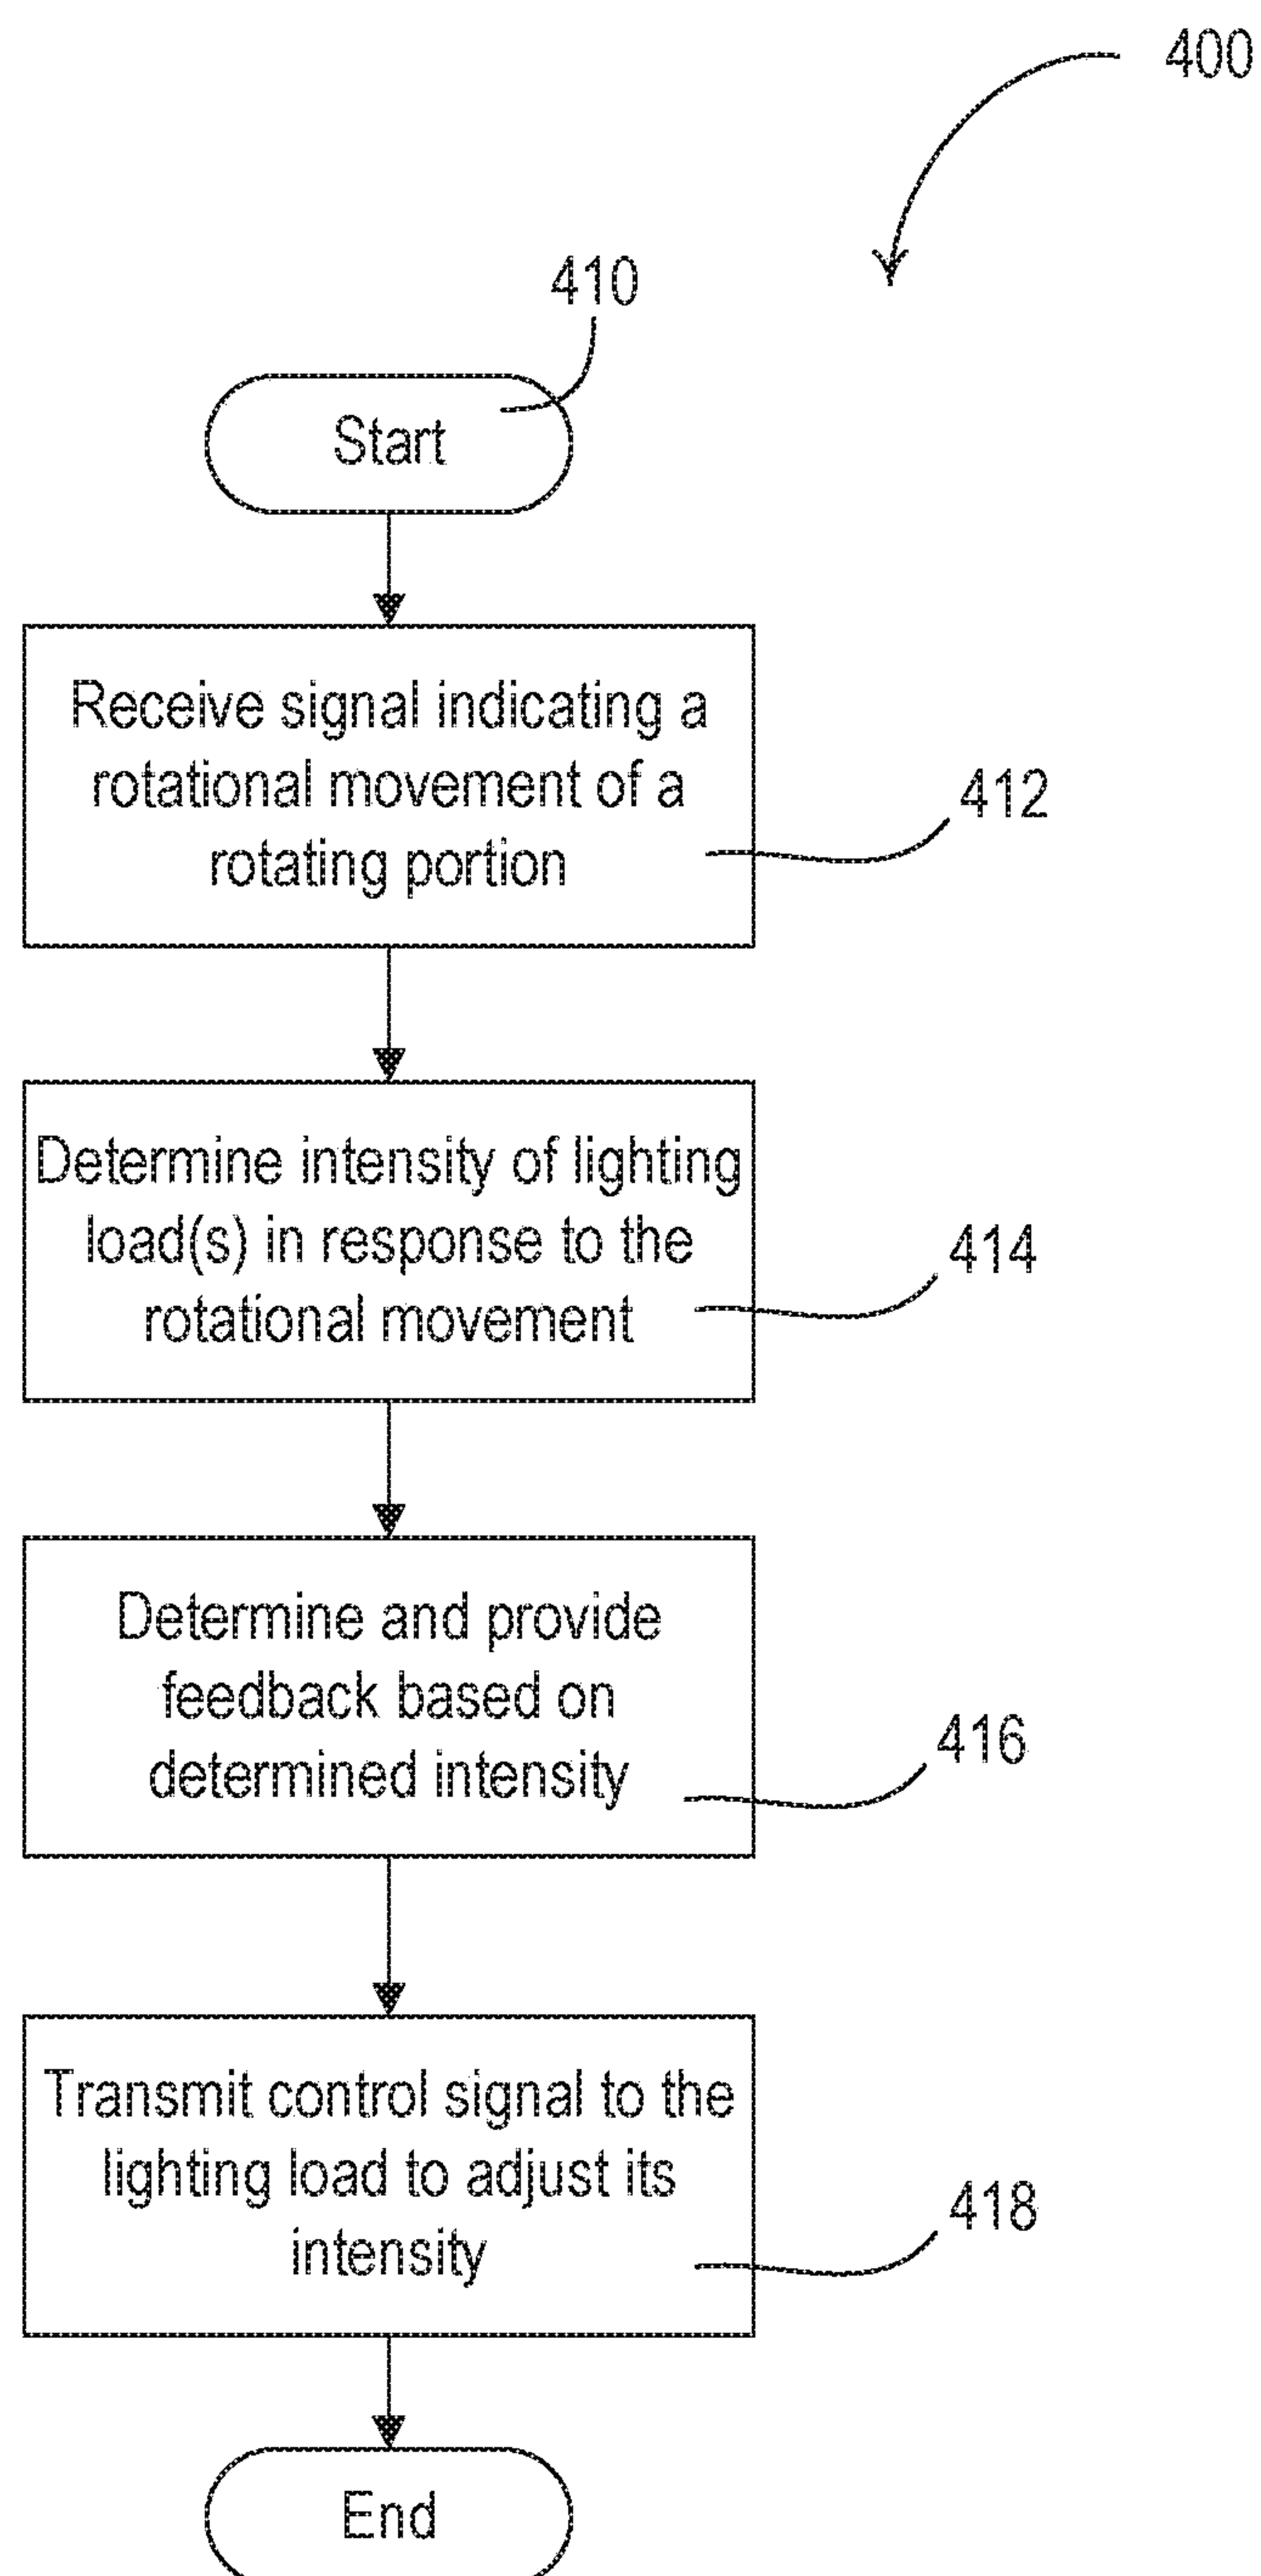 400
410
Start
Receive signal indicating a
rotational movement of a
rotating portion
412
Determine intensity of lighting
load(s) in response to the
rotational movement
414
Determine and provide
feedback based on
determined intensity
416
Transmit control signal to the
lighting load to adjust its
intensity
418
End